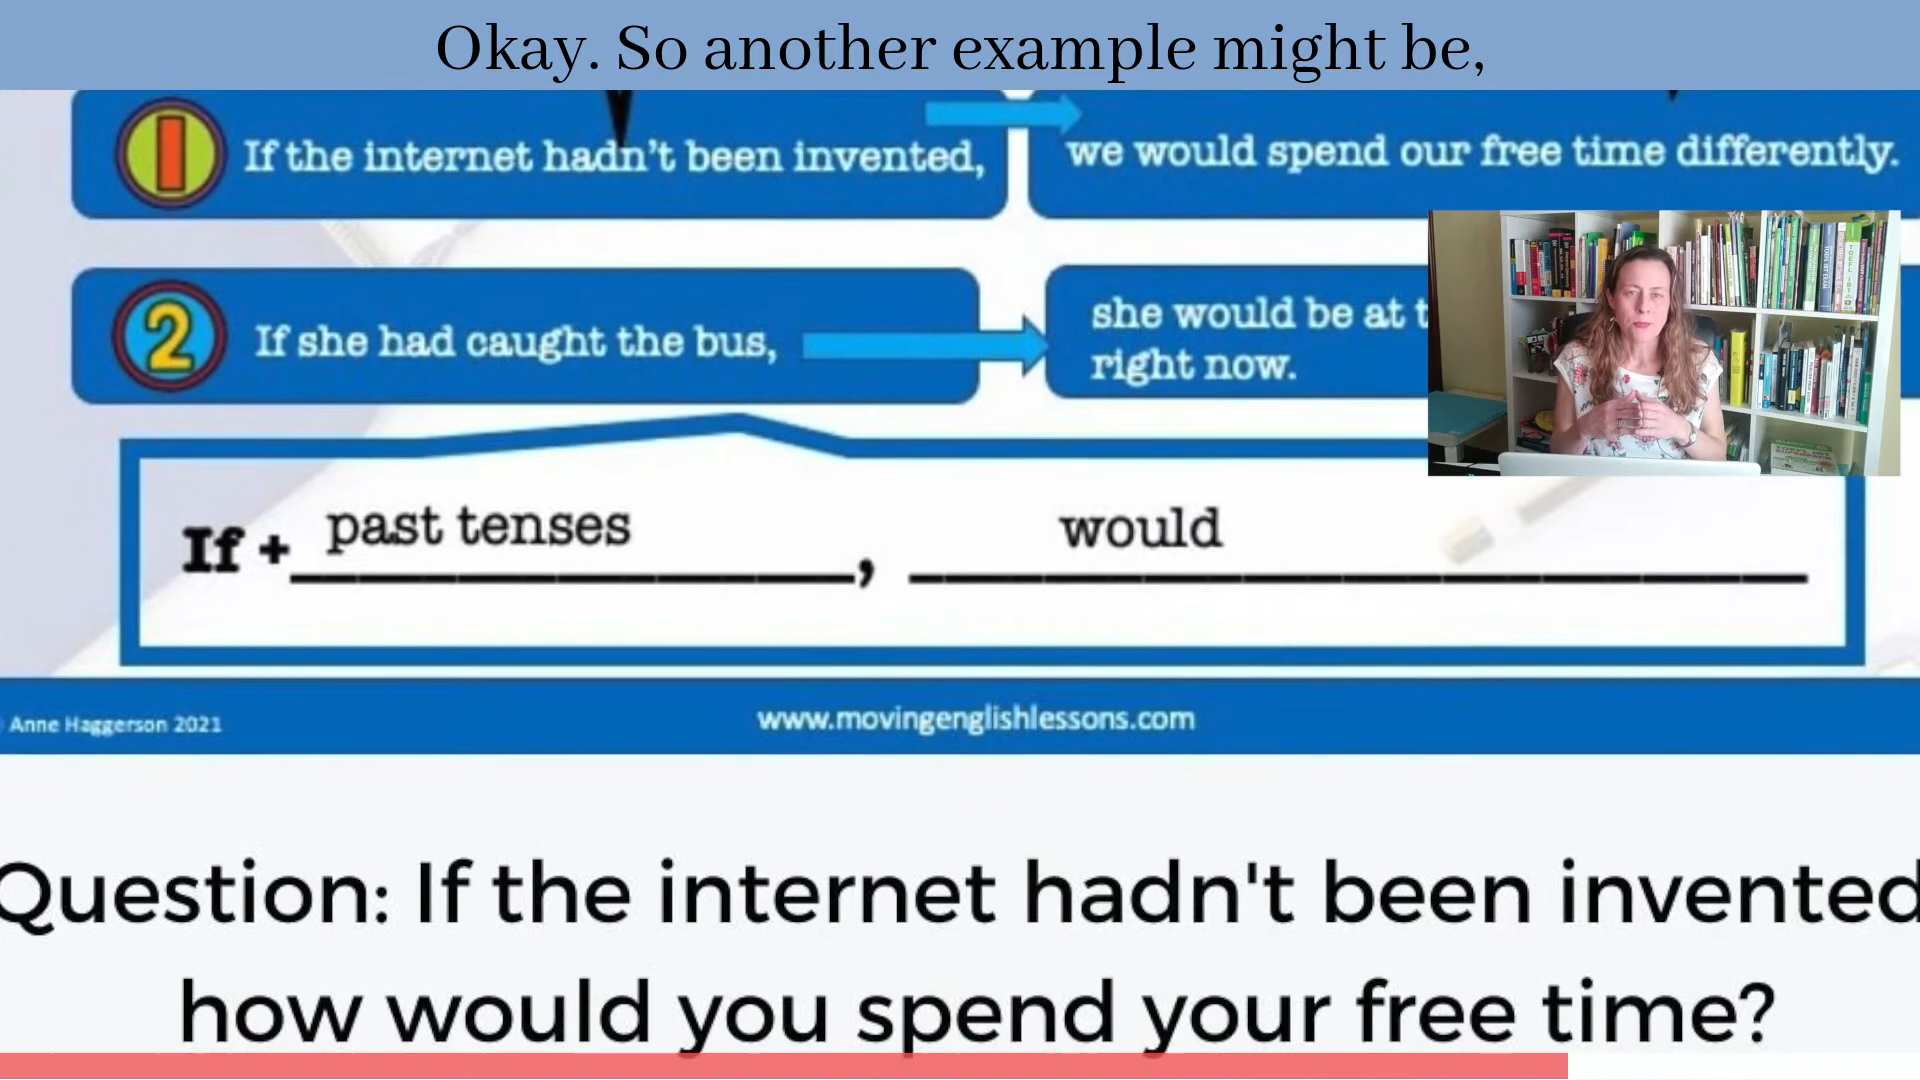 Okay. So another example might be,
1 If the internet hadn't been invented, we would spend our free time differently.
2 If she had caught the bus, she would be at
right now.
If + past tenses, would
Anne Haggerson 2021 www.movingenglishlessons.com
Question: If the internet hadn't been invented
how would you spend your free time?